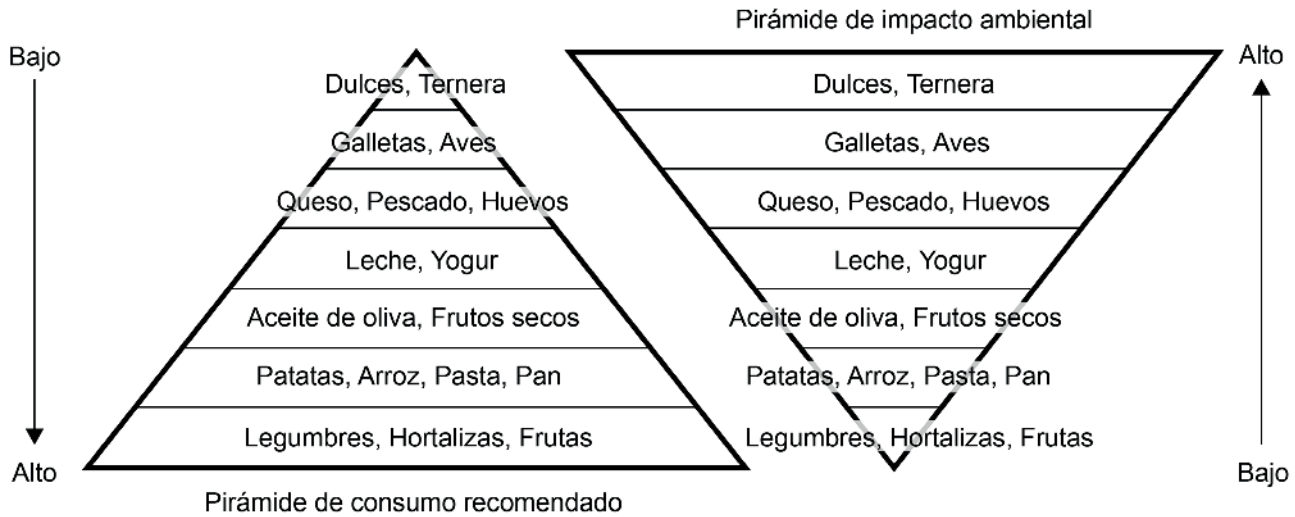 Pirámide de impacto ambiental
Bajo
Alto
Dulces, Ternera
Dulces, Ternera
Galletas, Aves
Galletas, Aves
Queso, Pescado, Huevos
Queso, Pescado, Huevos
Leche, Yogur
Leche, Yogur
Aceite de oliva, Frutos secos
Aceite de oliva, Frutos secos
Patatas, Arroz, Pasta, Pan
Patatas, Arroz, Pasta, Pan
Legumbres, Hortalizas, Frutas
Legumbres, Hortalizas, Frutas
Alto
Bajo
Pirámide de consumo recomendado